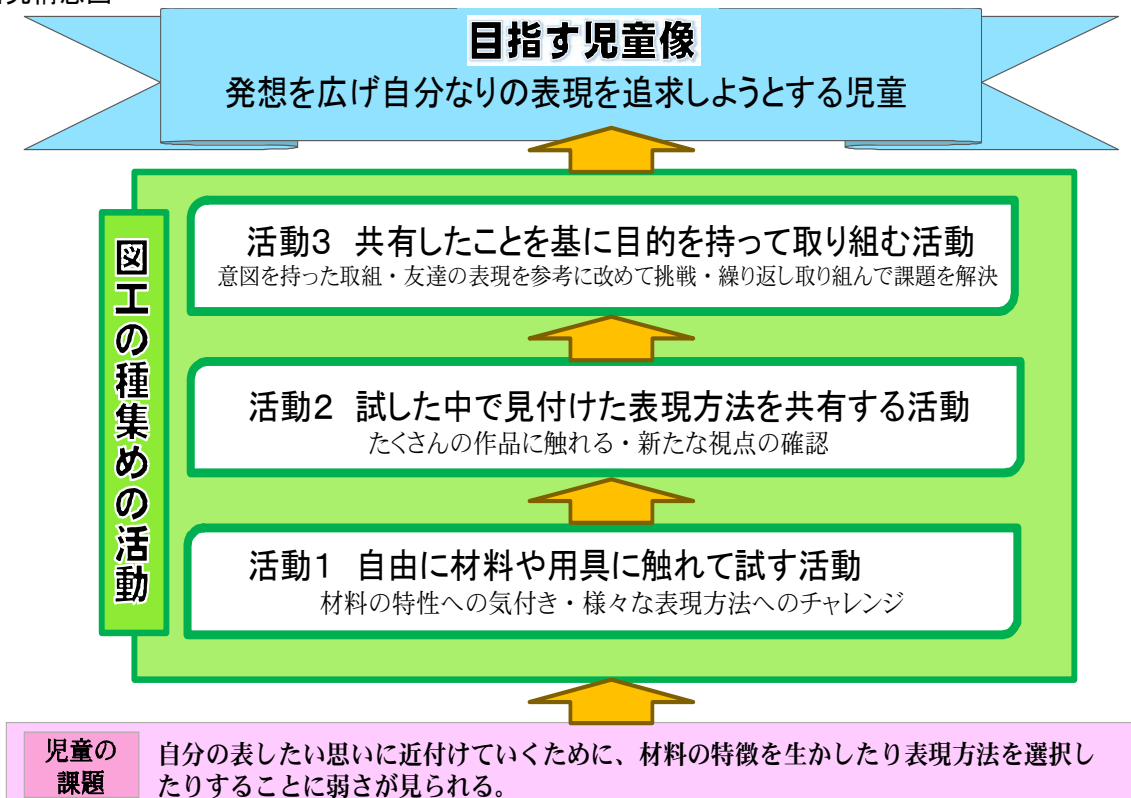 目指す児童像
発想を広げ自分なりの表現を追求しようとする児童
図工の種集めの活動
活動3 共有したことを基に目的を持って取り組む活動
意図を持った取組・友達の表現を参考に改めて挑戦・繰り返し取り組んで課題を解決
活動2 試した中で見付けた表現方法を共有する活動
たくさんの作品に触れる・新たな視点の確認
活動1 自由に材料や用具に触れて試す活動
材料の特性への気付き・様々な表現方法へのチャレンジ
児童の
課題
自分の表したい思いに近付けていくために、材料の特徴を生かしたり表現方法を選択し
たりすることに弱さが見られる。